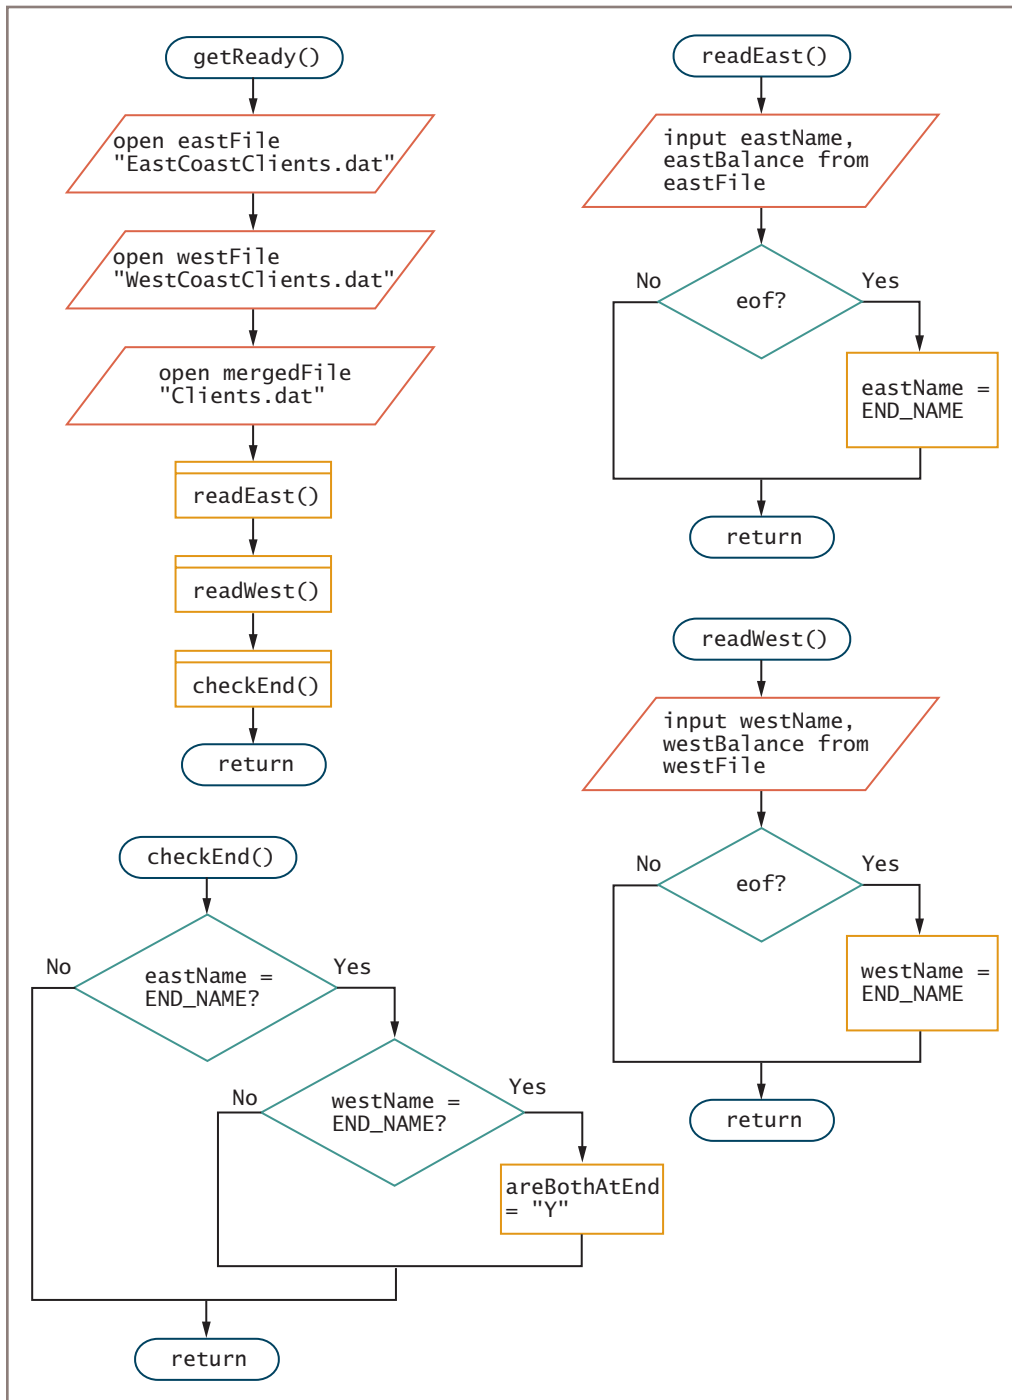 getReady()
open eastFile
"EastCoastClients.dat"
open westFile
"WestCoastClients.dat"
open mergedFile
"Clients.dat"
readEast()
readWest()
checkEnd()
return
readEast()
input eastName,
eastBalance from
eastFile
No
Yes
eof?
eastName =
END_NAME
return
readWest()
input westName,
westBalance from
westFile
No
Yes
eof?
westName =
END_NAME
return
checkEnd()
No
Yes
eastName =
END_NAME?
No
Yes
westName =
END_NAME?
areBothAtEnd
= "Y"
return